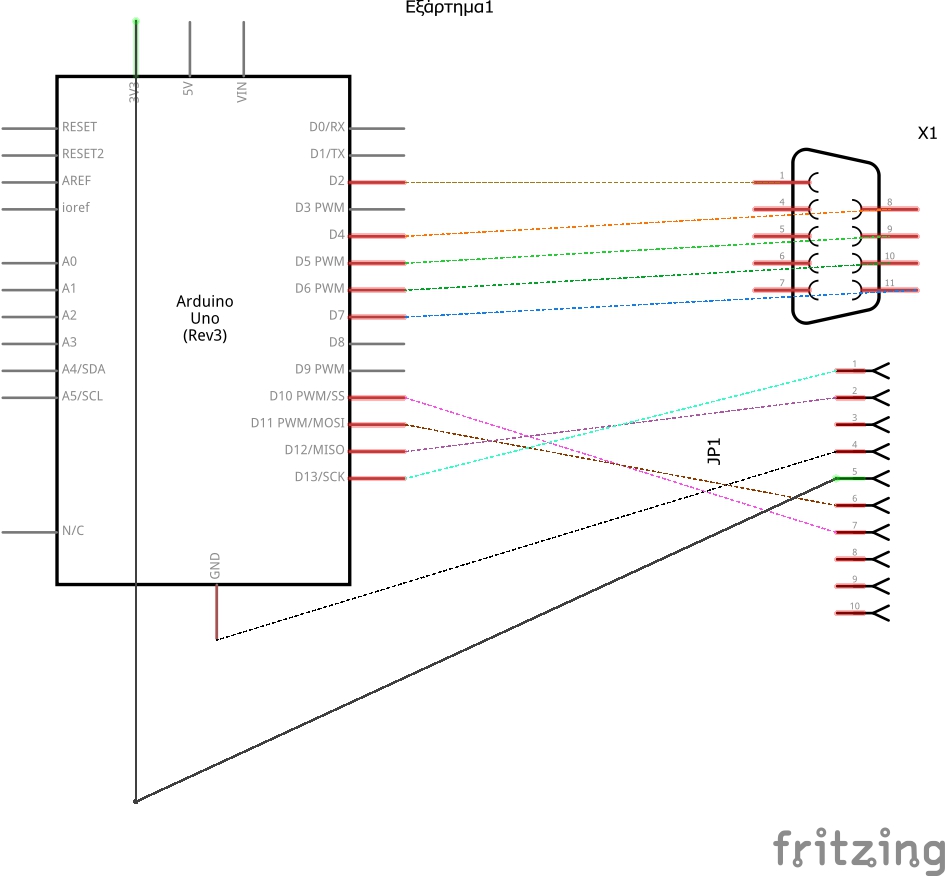 Εξάρτημα1
3V3
5V
VIN
RESET
RESET2
AREF
ioref
A0
A1
A2
A3
A4/SDA
A5/SCL
N/C
Arduino
Uno
(Rev3)
D0/RX
D1/TX
D2
D3 PWM
D4
D5 PWM
D6 PWM
D7
D8
D9 PWM
D10 PWM/SS
D11 PWM/MOSI
D12/MISO
D13/SCK
GND
X1
1
4
5
6
7
8
9
10
11
JP1
1
2
3
4
5
6
7
8
9
10
fritzing